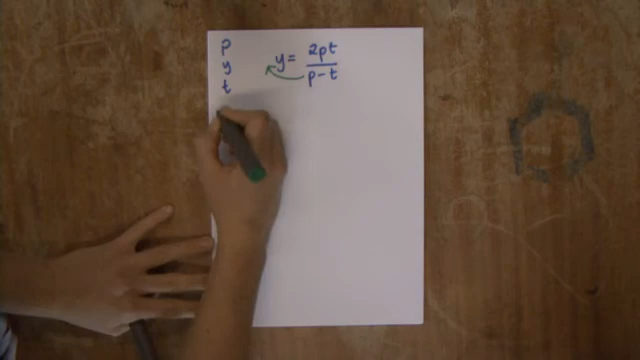 p
y
t
y = 2pt / p - t